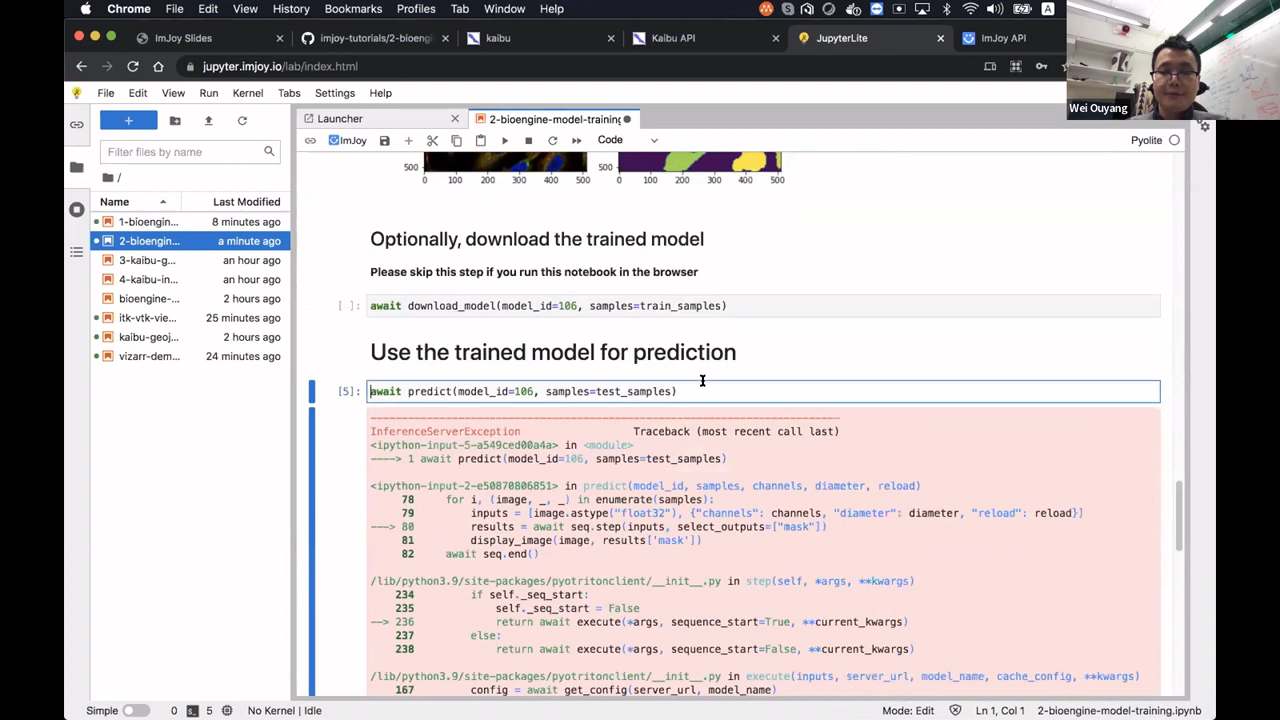 Chrome File Edit View History Bookmarks Profiles Tab Window Help
ImJoy Slides
imjoy-tutorials/2-bioengi
kaibu
Kaibu API
JupyterLite
ImJoy API
jupyter.imjoy.io/lab/index.html
Wei Ouyang
File Edit View Run Kernel Tabs Settings Help
Launcher
2-bioengine-model-training
Filter files by name
ImJoy
Code
Pyolite
/
Name Last Modified
1-bioengin... 8 minutes ago
2-bioengin... a minute ago
3-kaibu-g... an hour ago
4-kaibu-in... an hour ago
bioengine-... 2 hours ago
itk-vtk-vie... 25 minutes ago
kaibu-geoj... 2 hours ago
vizarr-dem... 24 minutes ago
500 500
0 100 200 300 400 500 0 100 200 300 400 500
Optionally, download the trained model
Please skip this step if you run this notebook in the browser
[ ]: await download_model(model_id=106, samples=train_samples)
Use the trained model for prediction
[5]: await predict(model_id=106, samples=test_samples)
---------------------------------------------------------------------------
InferenceServerException Traceback (most recent call last)
<ipython-input-5-a549ced00a4a> in <module>
----> 1 await predict(model_id=106, samples=test_samples)
<ipython-input-2-e50870806851> in predict(model_id, samples, channels, diameter, reload)
78 for i, (image, _, _) in enumerate(samples):
79 inputs = [image.astype("float32"), {"channels": channels, "diameter": diameter, "reload": reload}]
---> 80 results = await seq.step(inputs, select_outputs=["mask"])
81 display_image(image, results['mask'])
82 await seq.end()
/lib/python3.9/site-packages/pyotritonclient/__init__.py in step(self, *args, **kwargs)
234 if self._seq_start:
235 self._seq_start = False
--> 236 return await execute(*args, sequence_start=True, **current_kwargs)
237 else:
238 return await execute(*args, sequence_start=False, **current_kwargs)
/lib/python3.9/site-packages/pyotritonclient/__init__.py in execute(inputs, server_url, model_name, cache_config, **kwargs)
167 config = await get_config(server_url, model_name)
Simple 0 5 No Kernel | Idle Mode: Edit Ln 1, Col 1 2-bioengine-model-training.ipynb